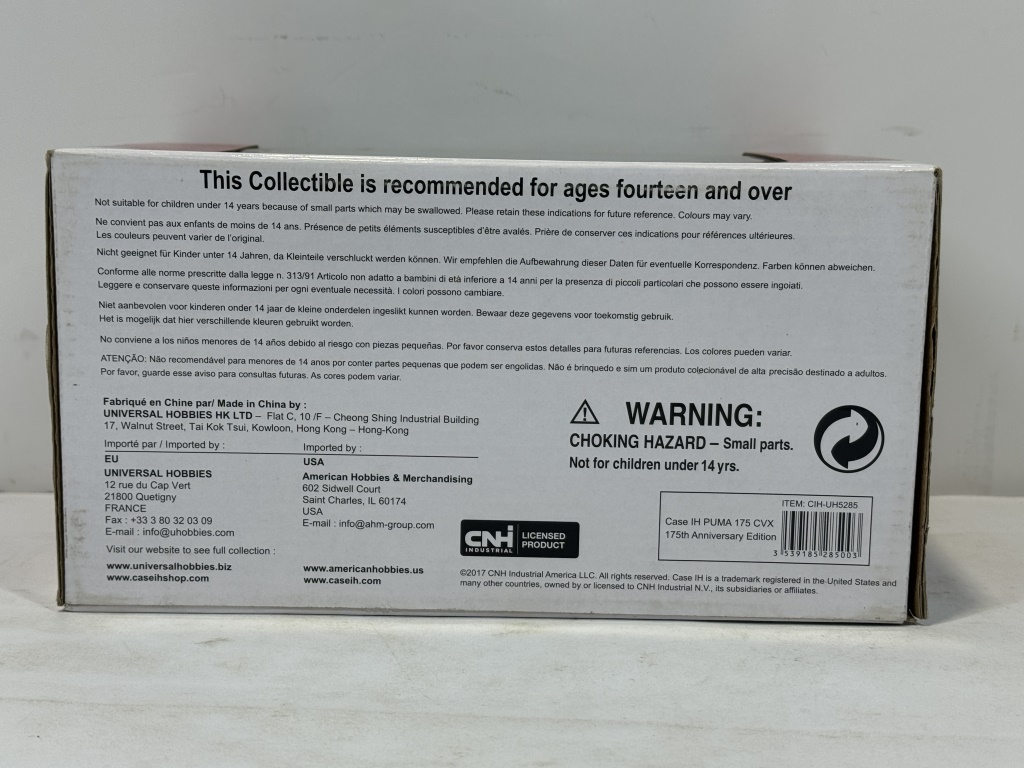 This Collectible is recommended for ages fourteen and over
Not suitable for children under 14 years because of small parts which may be swallowed. Please retain these indications for future reference. Colours may vary.
Ne convient pas aux enfants de moins de 14 ans. Présence de petits éléments susceptibles d'être avalés. Prière de conserver ces indications pour références ultérieures.
Les couleurs peuvent varier de l'original.
Nicht geeignet für Kinder unter 14 Jahren, da Kleinteile verschluckt werden können. Wir empfehlen die Aufbewahrung dieser Daten für eventuelle Korrespondenz. Farben können abweichen.
Conforme alle norme prescritte dalla legge n. 313/91 Articolo non adatto a bambini di età inferiore a 14 anni per la presenza di piccoli particolari che possono essere ingoiati.
Leggere e conservare queste informazioni per ogni eventuale necessità. I colori possono cambiare.
Niet aanbevolen voor kinderen onder 14 jaar de kleine onderdelen ingeslikt kunnen worden. Bewaar deze gegevens voor toekomstig gebruik.
Het is mogelijk dat hier verschillende kleuren gebruikt worden.
No conviene a los niños menores de 14 años debido al riesgo con piezas pequeñas. Por favor conserva estos detalles para futuras referencias. Los colores pueden variar.
ATENÇÃO: Não recomendável para menores de 14 anos por conter partes pequenas que podem ser engolidas. Não é brinquedo e sim um produto colecionável de alta precisão destinado a adultos.
Por favor, guarde esse aviso para consultas futuras. As cores podem variar.
Fabriqué en Chine par/ Made in China by :
UNIVERSAL HOBBIES HK LTD – Flat C, 10 /F – Cheong Shing Industrial Building
17, Walnut Street, Tai Kok Tsui, Kowloon, Hong Kong – Hong-Kong
Importé par / Imported by :
EU
UNIVERSAL HOBBIES
12 rue du Cap Vert
21800 Quetigny
FRANCE
Fax : +33 3 80 32 03 09
E-mail : info@uhobbies.com
Visit our website to see full collection :
www.universalhobbies.biz
www.caseihshop.com
Imported by :
USA
American Hobbies & Merchandising
602 Sidwell Court
Saint Charles, IL 60174
USA
E-mail : info@ahm-group.com
www.americanhobbies.us
www.caseih.com
WARNING:
CHOKING HAZARD – Small parts.
Not for children under 14 yrs.
CNH
INDUSTRIAL
LICENSED
PRODUCT
ITEM: CIH-UH5285
Case IH PUMA 175 CVX
175th Anniversary Edition
3 539185 285003
©2017 CNH Industrial America LLC. All rights reserved. Case IH is a trademark registered in the United States and
many other countries, owned by or licensed to CNH Industrial N.V., its subsidiaries or affiliates.